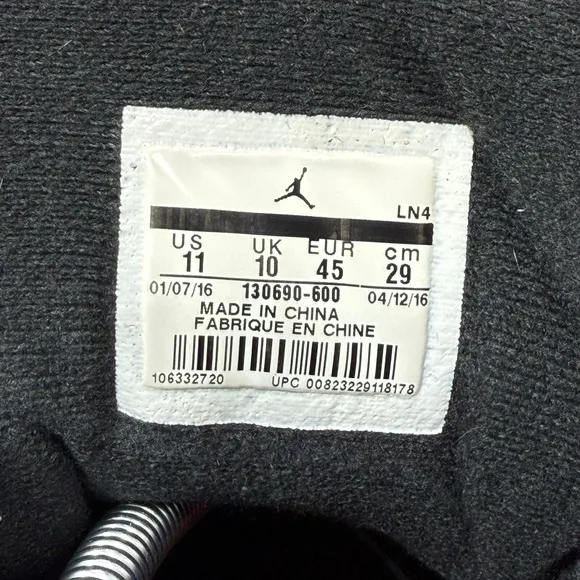 LN4
US UK EUR cm
11 10 45 29
01/07/16 130690-600 04/12/16
MADE IN CHINA
FABRIQUE EN CHINE
106332720 UPC 00823229118178